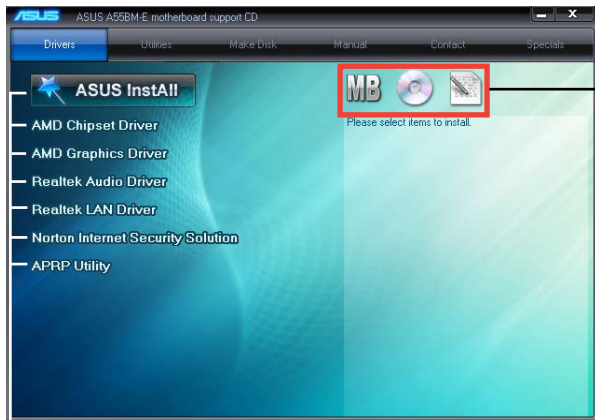 ASUS ASUS A55BM-E motherboard support CD
Drivers Utilities Make Disk Manual Contact Specials
ASUS InstAll
MB
Please select items to install.
AMD Chipset Driver
AMD Graphics Driver
Realtek Audio Driver
Realtek LAN Driver
Norton Internet Security Solution
APRP Utility